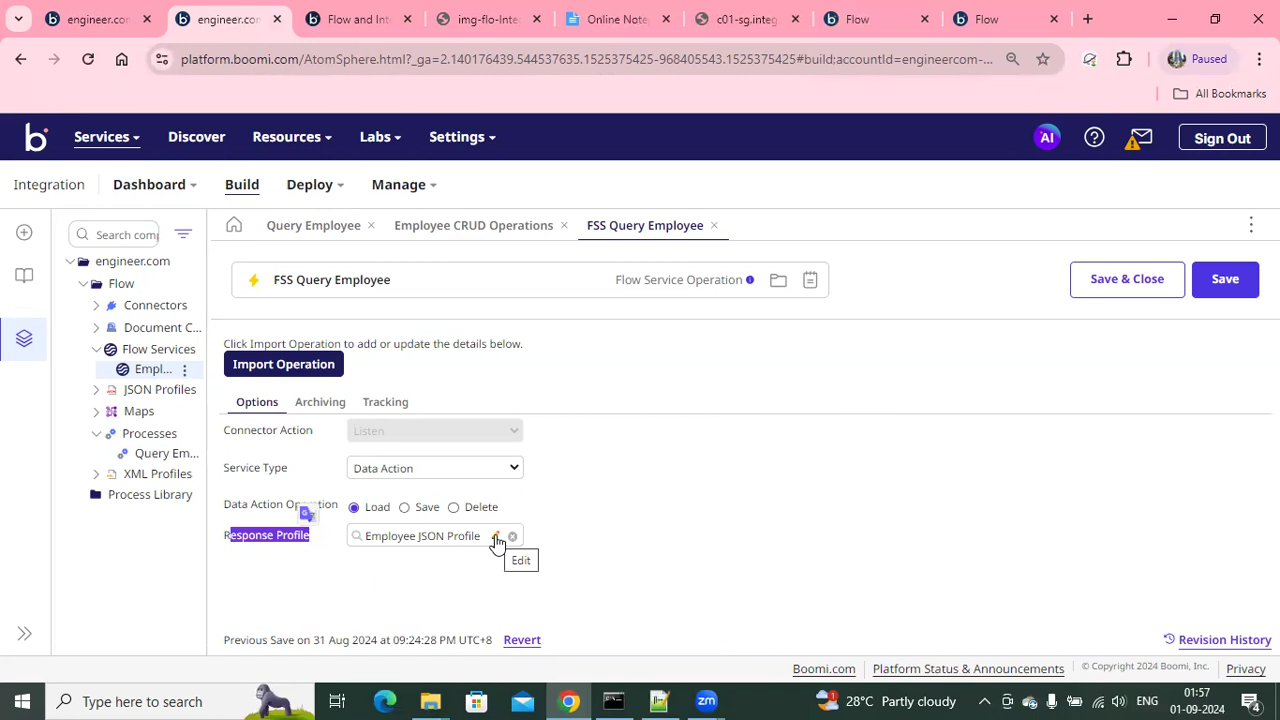 engineer.com
engineer.com
Flow and Int
img-flo-Inte
Online Note
c01-sg.integ
Flow
Flow
platform.boomi.com/AtomSphere.html?_ga=2.140176439.544537635.1525375425-968405543.1525375425#build:accountId=engineercom-...
Paused
All Bookmarks
Services
Discover
Resources
Labs
Settings
AI
Sign Out
Integration
Dashboard
Build
Deploy
Manage
Search comp
Query Employee
Employee CRUD Operations
FSS Query Employee
engineer.com
Flow
Connectors
Document C...
Flow Services
Empl...
JSON Profiles
Maps
Processes
Query Em...
XML Profiles
Process Library
FSS Query Employee
Flow Service Operation
Save & Close
Save
Click Import Operation to add or update the details below.
Import Operation
Options
Archiving
Tracking
Connector Action
Listen
Service Type
Data Action
Data Action Operation
Load
Save
Delete
Response Profile
Employee JSON Profile
Edit
Previous Save on 31 Aug 2024 at 09:24:28 PM UTC+8
Revert
Revision History
Boomi.com
Platform Status & Announcements
© Copyright 2024 Boomi, Inc.
Privacy
Type here to search
zm
28°C Partly cloudy
ENG
01:57
01-09-2024
4